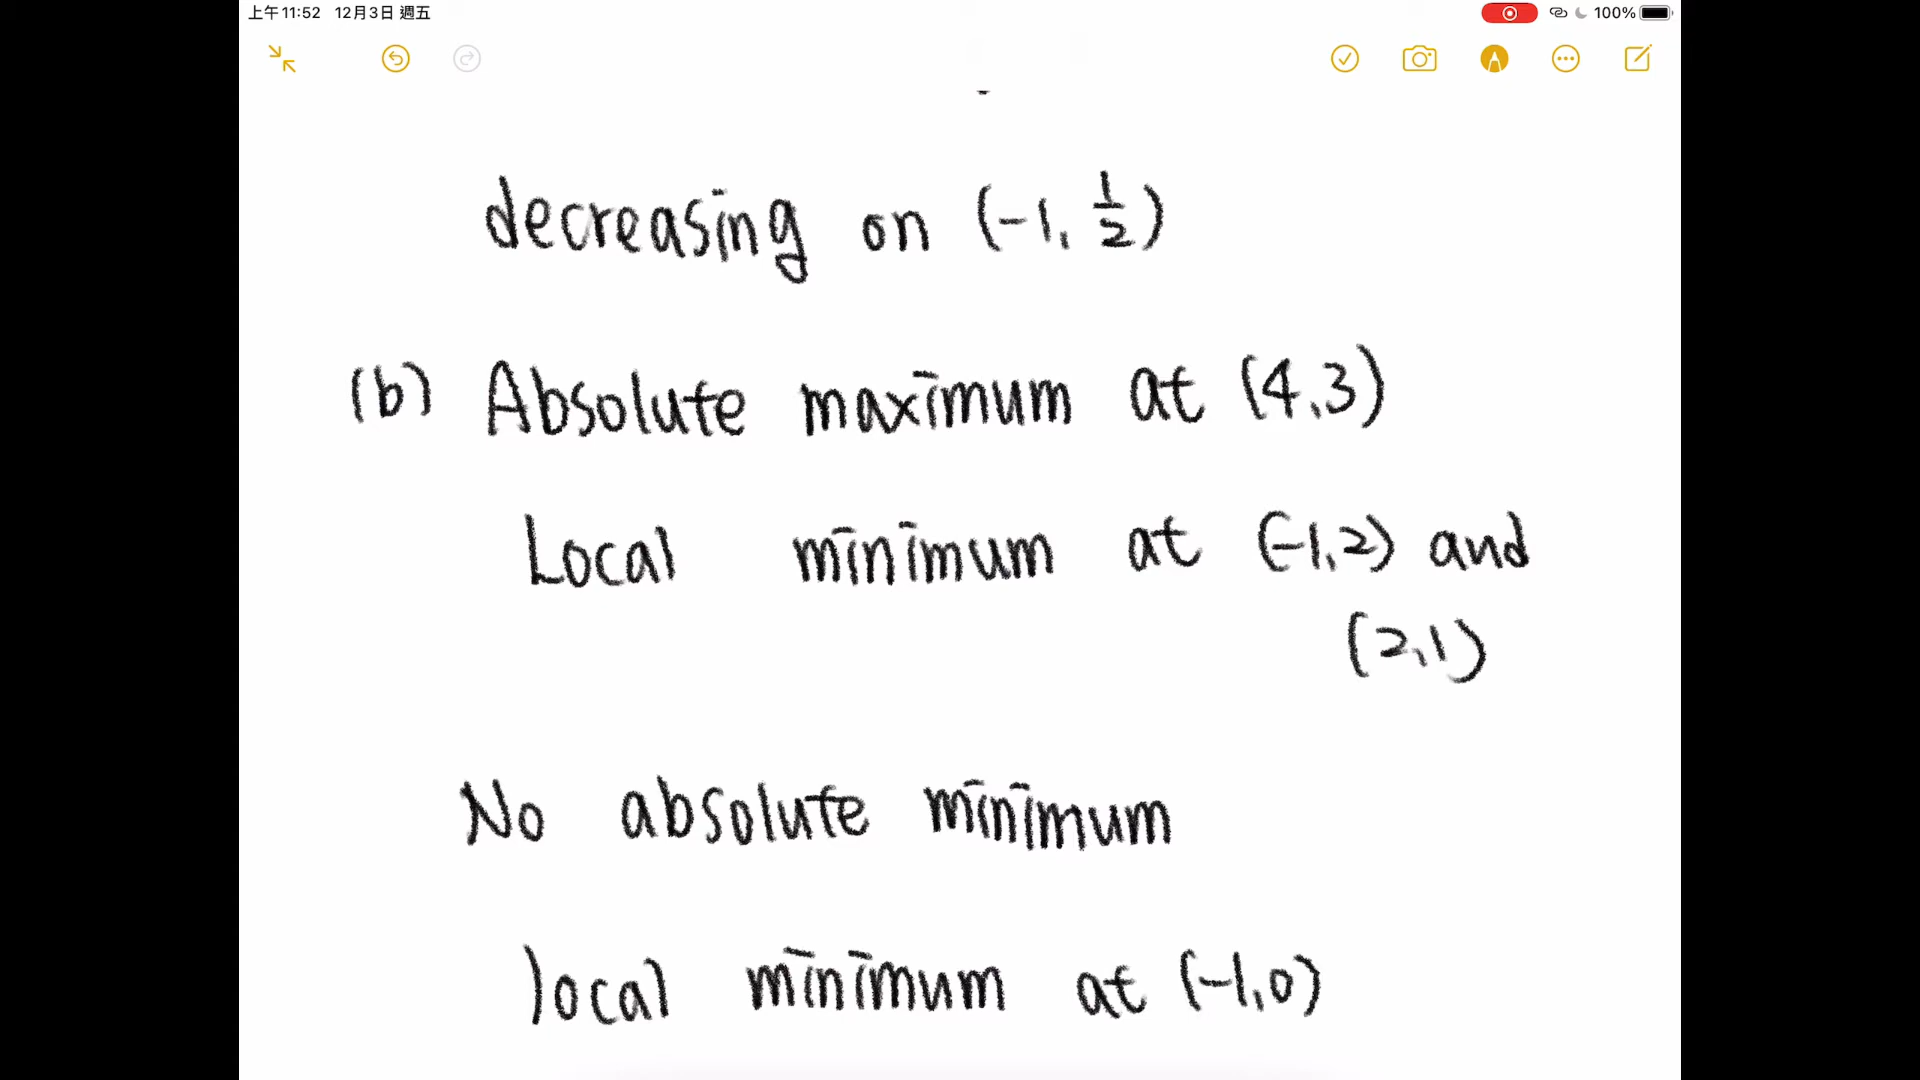 上午11:52 12月3日 週五 100%
decreasing on (-1, 1/2)
(b) Absolute maximum at (4,3)
Local minimum at (-1,2) and
(2,1)
No absolute minimum
local minimum at (-1,0)